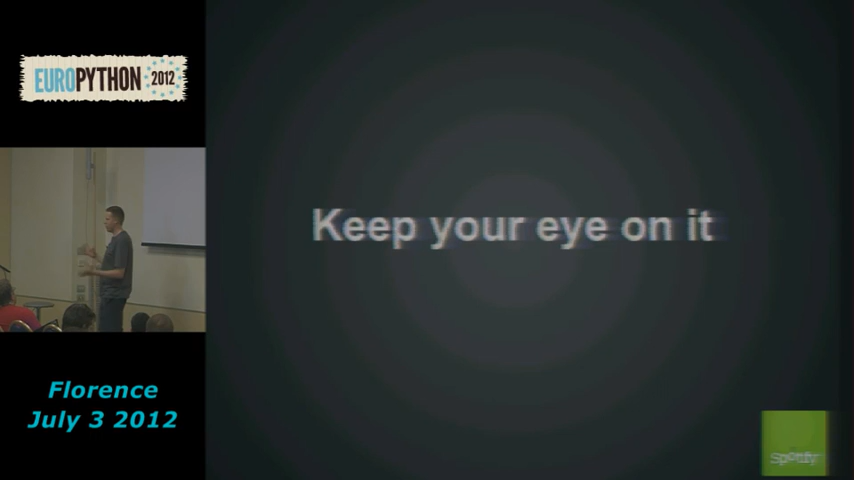 EUROPYTHON 2012
Keep your eye on it
Florence
July 3 2012
Spotify